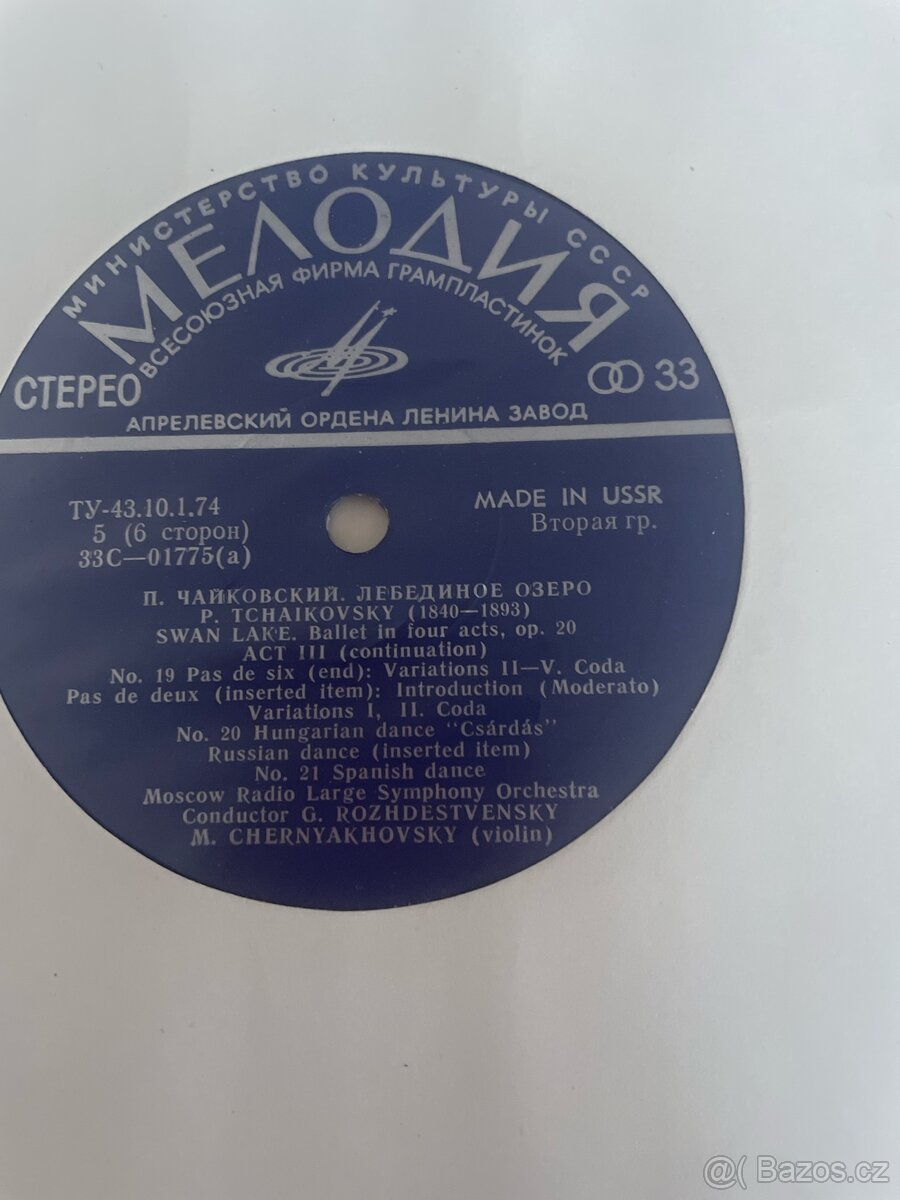 МИНИСТЕРСТВО КУЛЬТУРЫ СССР
МЕЛОДИЯ
ВСЕСОЮЗНАЯ ФИРМА ГРАМПЛАСТИНОК
СТЕРЕО
33
АПРЕЛЕВСКИЙ ОРДЕНА ЛЕНИНА ЗАВОД
ТУ-43.10.1.74
5 (6 сторон)
33С—01775(а)
MADE IN USSR
Вторая гр.
П. ЧАЙКОВСКИЙ. ЛЕБЕДИНОЕ ОЗЕРО
P. TCHAIKOVSKY (1840—1893)
SWAN LAKE. Ballet in four acts, op. 20
ACT III (continuation)
No. 19 Pas de six (end): Variations II—V. Coda
Pas de deux (inserted item): Introduction (Moderato)
Variations I, II. Coda
No. 20 Hungarian dance "Csárdás"
Russian dance (inserted item)
No. 21 Spanish dance
Moscow Radio Large Symphony Orchestra
Conductor G. ROZHDESTVENSKY
M. CHERNYAKHOVSKY (violin)
@( Bazos.cz